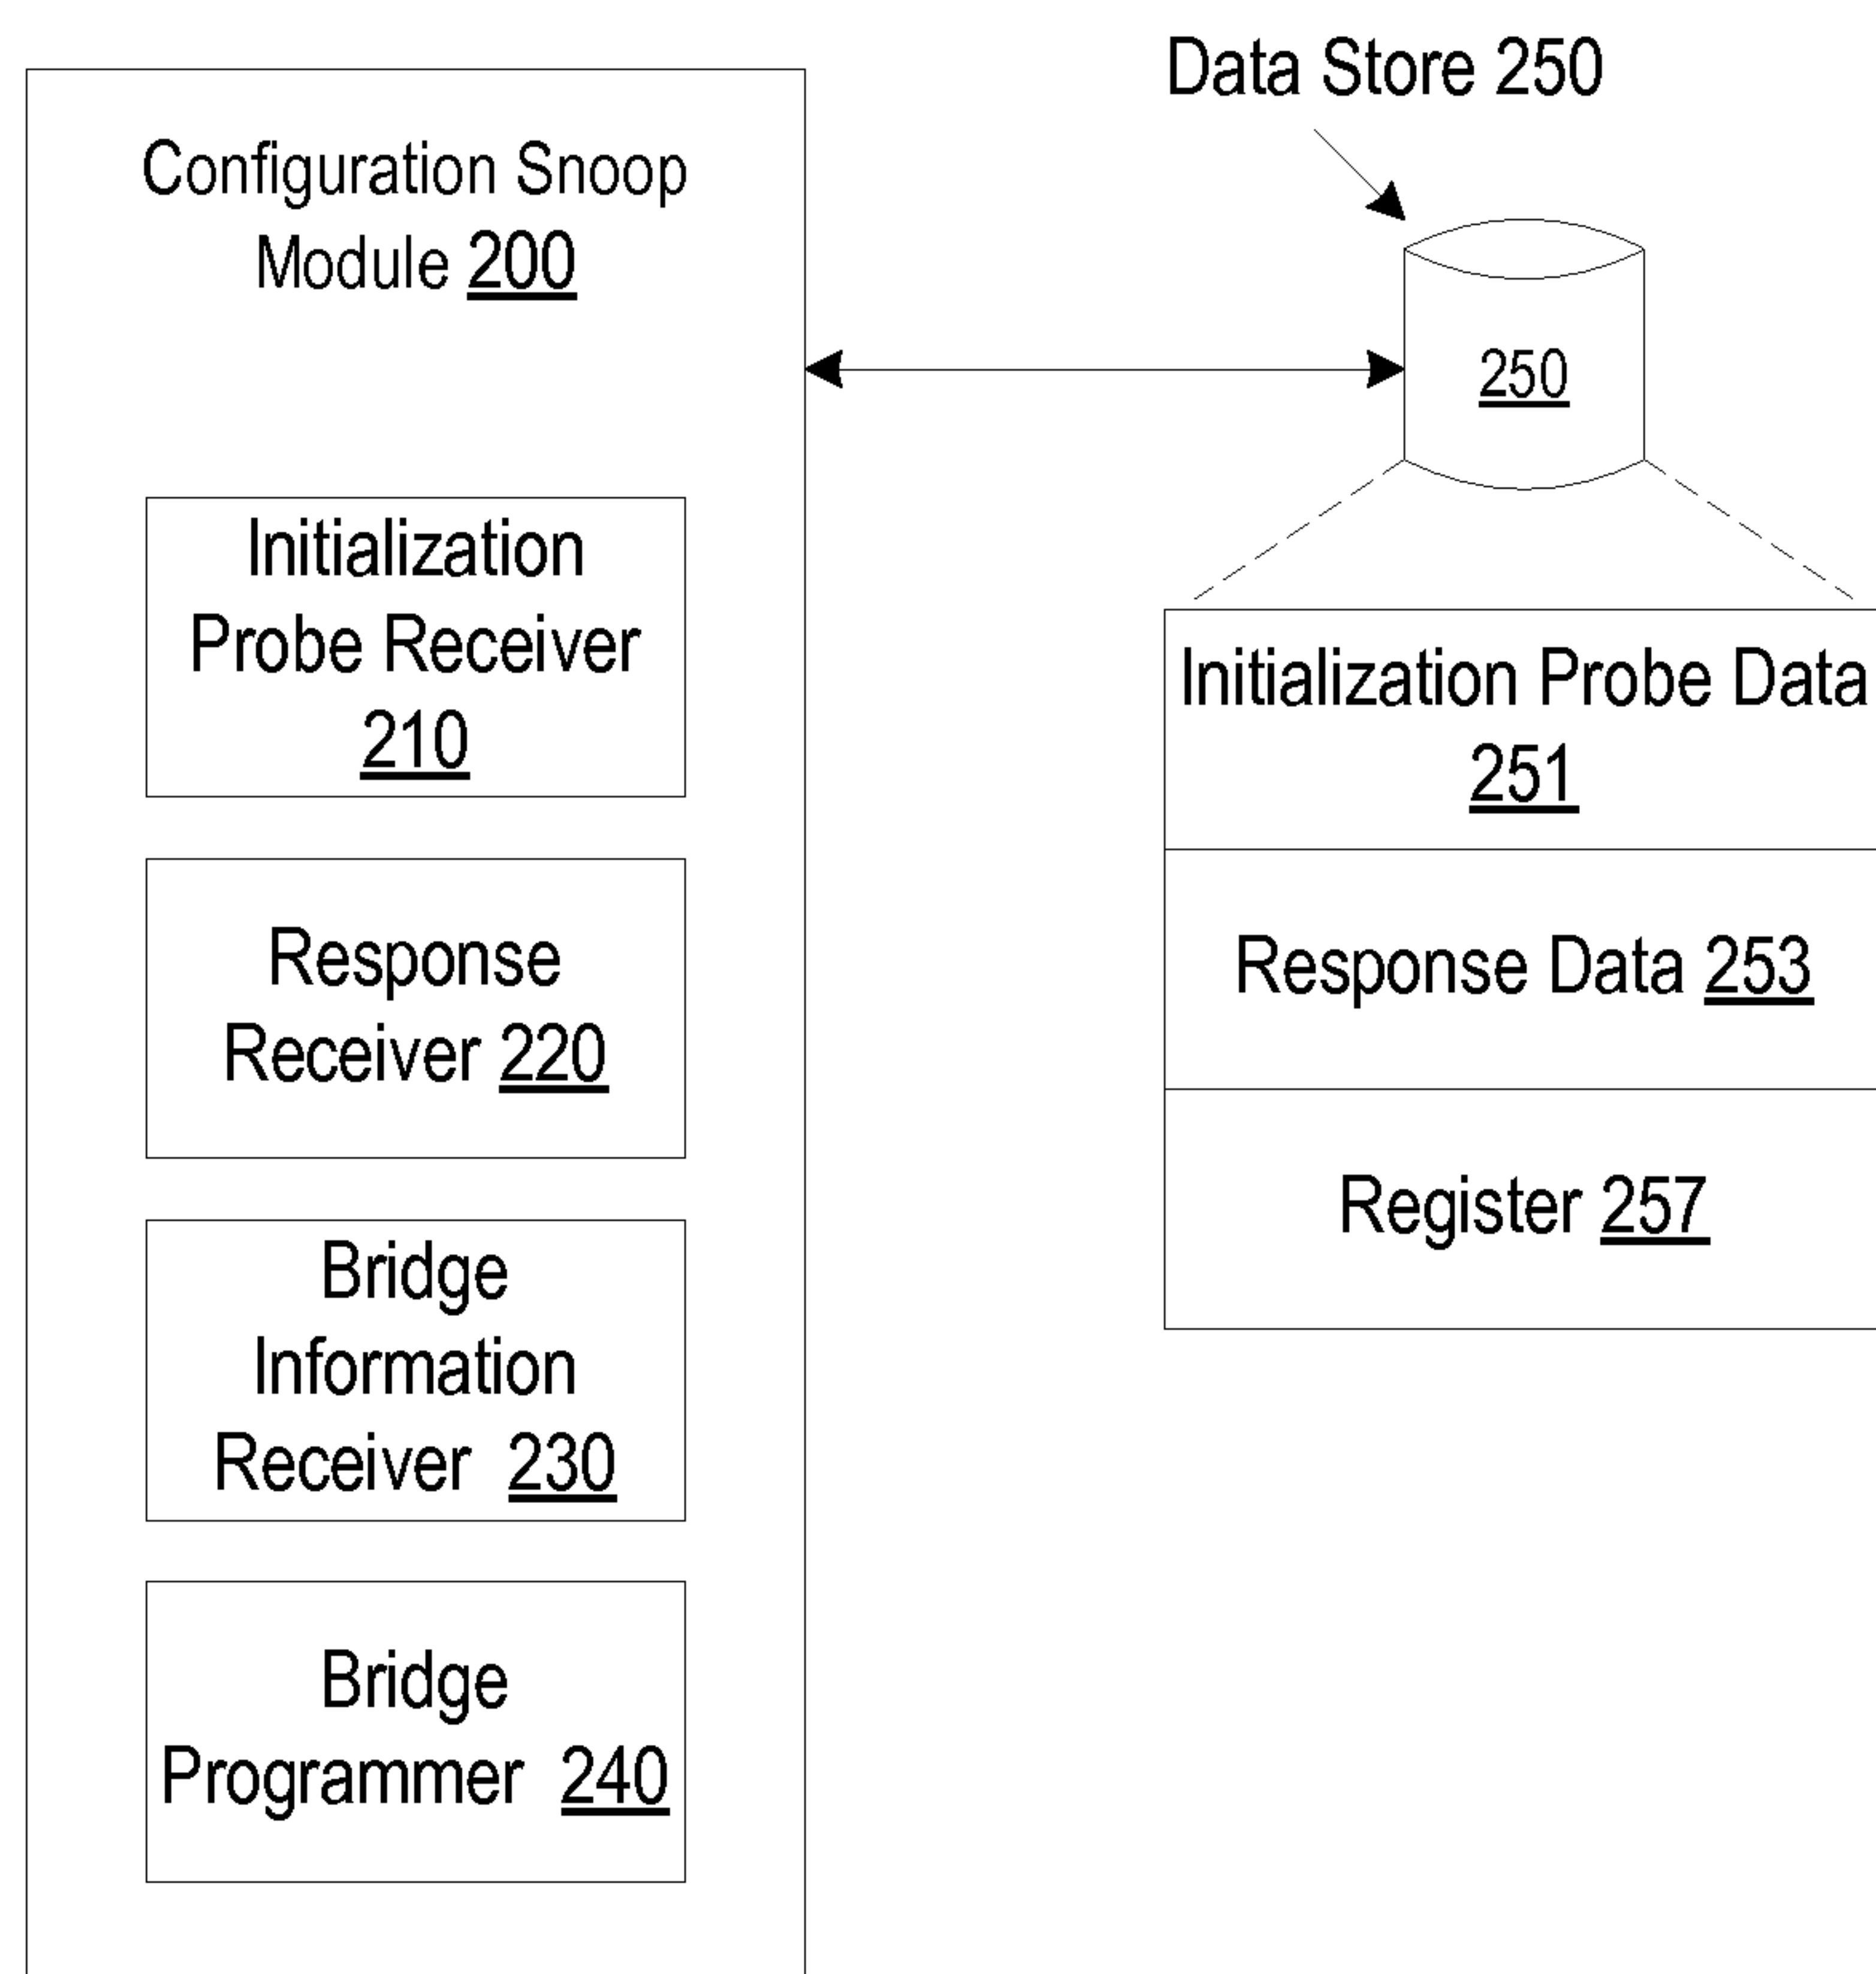 Configuration Snoop
Module 200
Initialization
Probe Receiver
210
Response
Receiver 220
Bridge
Information
Receiver 230
Bridge
Programmer 240
Data Store 250
250
Initialization Probe Data
251
Response Data 253
Register 257